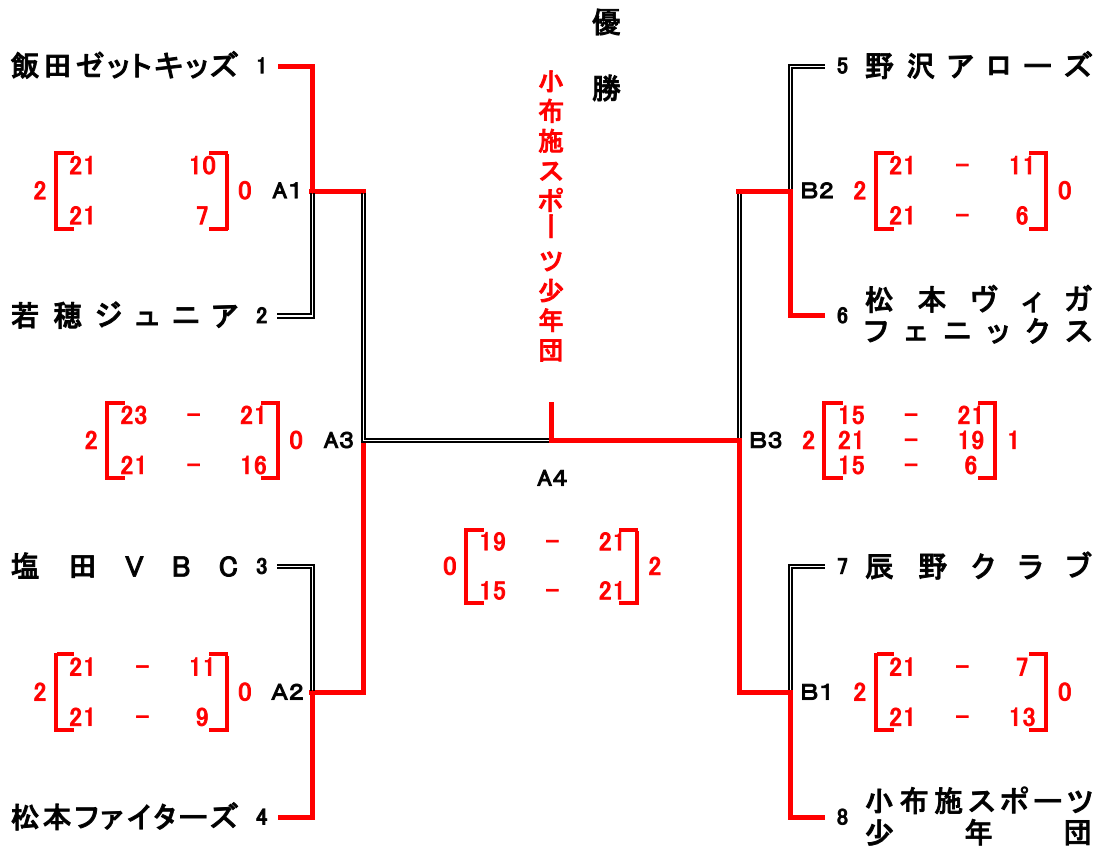 優勝
小布施スポーツ少年団
飯田ゼットキッズ 1
2 21 10 0 A1
21 7
若穂ジュニア 2
23 - 21
2 0 A3
21 - 16
塩田VBC 3
21 - 11
2 0 A2
21 - 9
松本ファイターズ 4
A4
19 - 21
0 2
15 - 21
5 野沢アローズ
21 - 11
B2 2 0
21 - 6
6 松本ヴィガ
フェニックス
15 - 21
B3 2 21 - 19 1
15 - 6
7 辰野クラブ
21 - 7
B1 2 0
21 - 13
8 小布施スポーツ
少年団